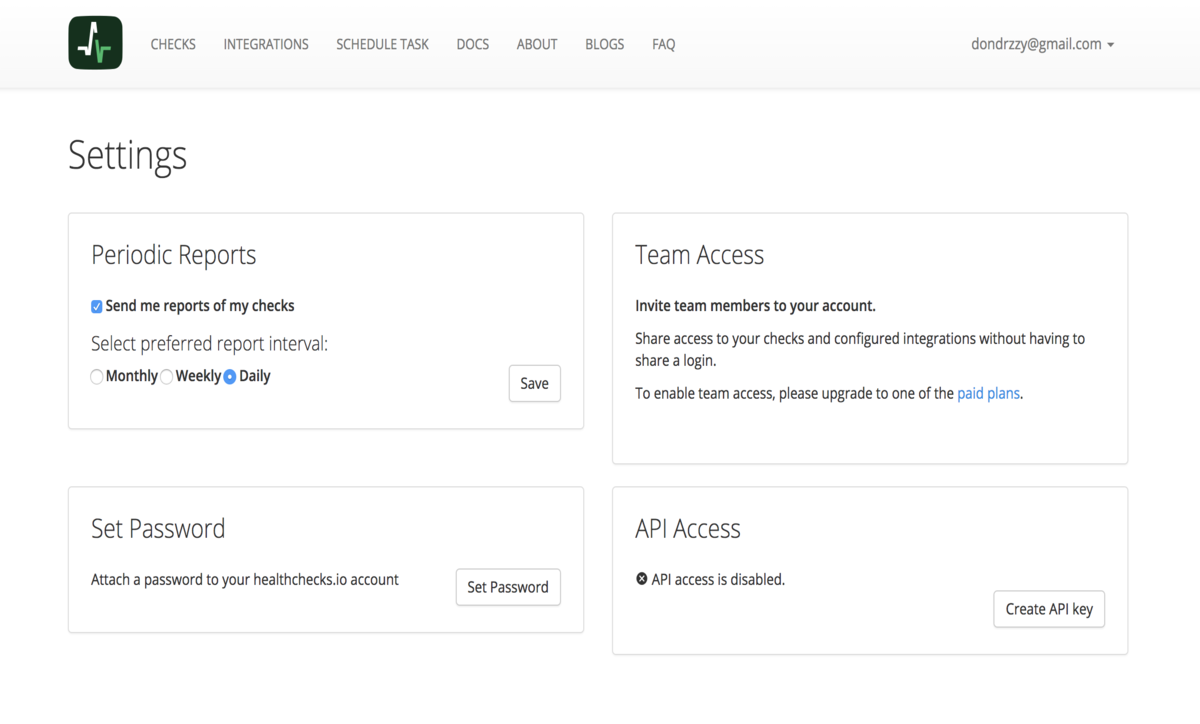 CHECKS INTEGRATIONS SCHEDULE TASK DOCS ABOUT BLOGS FAQ dondrzzy@gmail.com
Settings
Periodic Reports
Send me reports of my checks
Select preferred report interval:
Monthly Weekly Daily
Save
Team Access
Invite team members to your account.
Share access to your checks and configured integrations without having to
share a login.
To enable team access, please upgrade to one of the paid plans.
Set Password
Attach a password to your healthchecks.io account
Set Password
API Access
API access is disabled.
Create API key